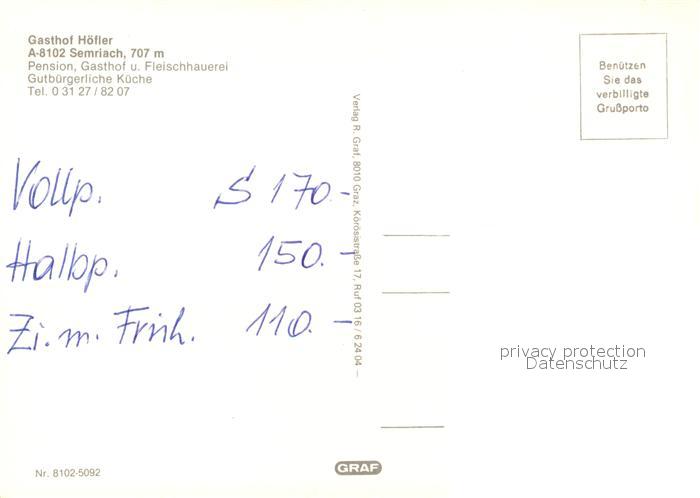 Gasthof Höfler
A-8102 Semriach, 707 m
Pension, Gasthof u. Fleischhauerei
Gutbürgerliche Küche
Tel. 0 31 27 / 82 07
Benützen
Sie das
verbilligte
Grußporto
Verlag R. Graf, 8010 Graz, Körösistraße 17, Ruf 03 16 / 6 24 04 —
Vollp. S 170.-
Halbp. 150.-
Zi. m. Früh. 110.-
privacy protection
Datenschutz
Nr. 8102-5092
GRAF